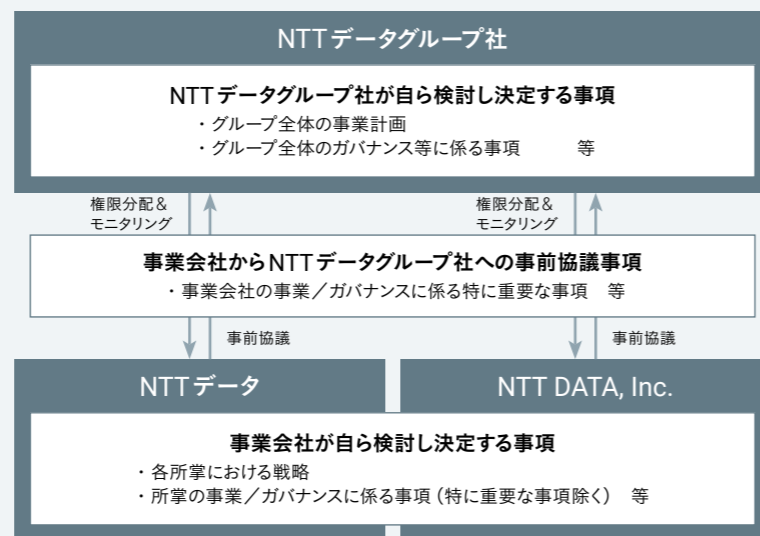 NTTデータグループ社
NTTデータグループ社が自ら検討し決定する事項
・グループ全体の事業計画
・グループ全体のガバナンス等に係る事項 等
権限分配&
モニタリング
権限分配&
モニタリング
事業会社からNTTデータグループ社への事前協議事項
・事業会社の事業／ガバナンスに係る特に重要な事項 等
事前協議
事前協議
NTTデータ
NTT DATA, Inc.
事業会社が自ら検討し決定する事項
・各所掌における戦略
・所掌の事業／ガバナンスに係る事項（特に重要な事項除く） 等